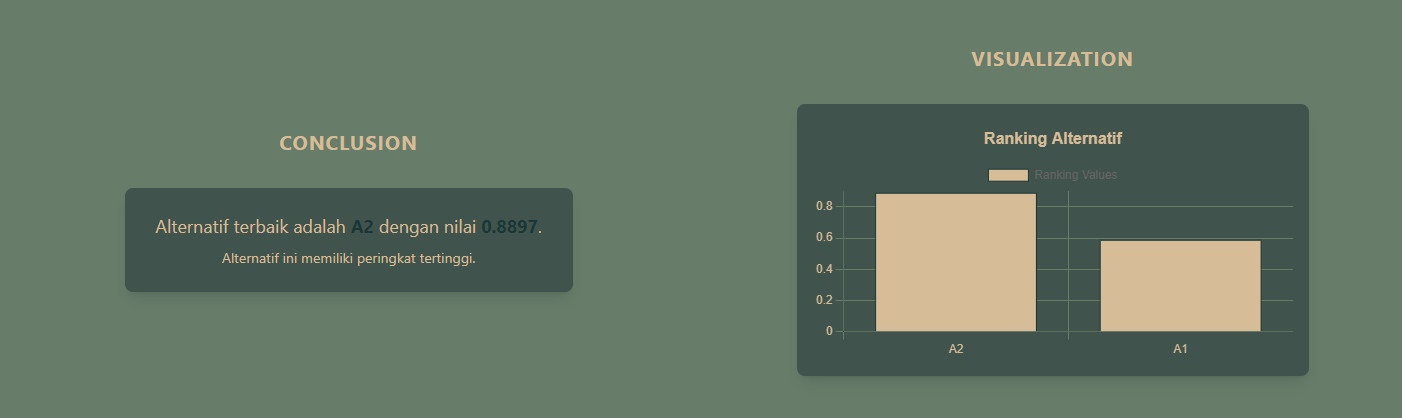 CONCLUSION
Alternatif terbaik adalah A2 dengan nilai 0.8897.
Alternatif ini memiliki peringkat tertinggi.
VISUALIZATION
Ranking Alternatif
Ranking Values
0.8
0.6
0.4
0.2
0
A2 A1